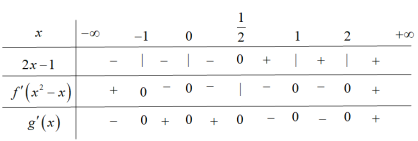 x −∞ −1 0 1/2 1 2 +∞
2x−1 − | − | − 0 + | + | +
f'(x²−x) + 0 − 0 − | − 0 − 0 +
g'(x) − 0 + 0 + 0 − 0 − 0 +